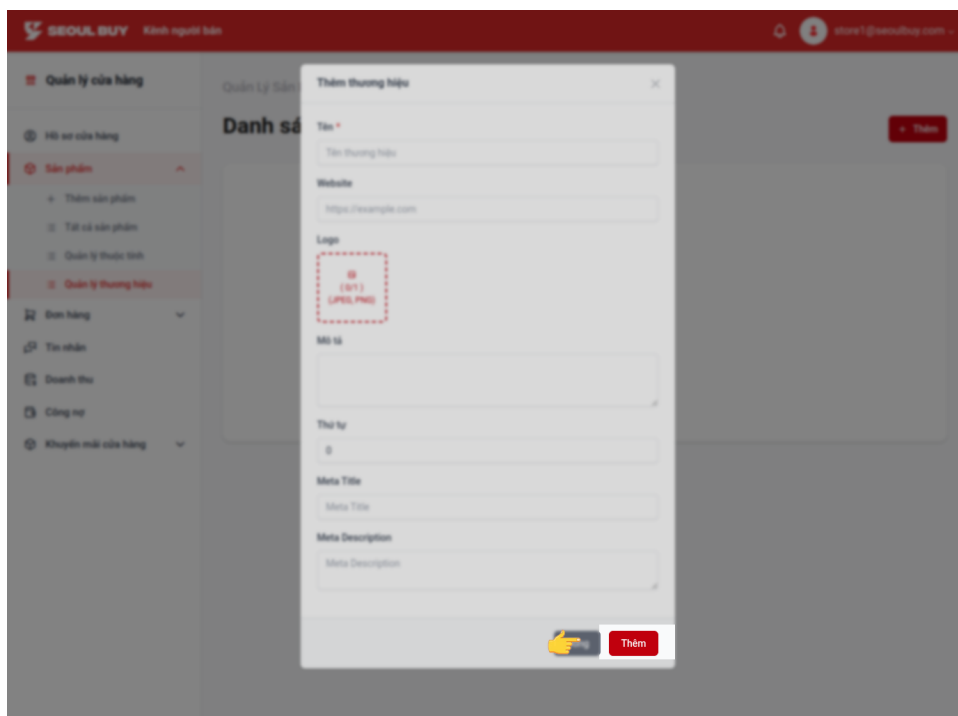 SEOUL BUY Kênh người bán
store1@seoulbuy.com
Quản lý cửa hàng
Hồ sơ cửa hàng
Sản phẩm
Thêm sản phẩm
Tất cả sản phẩm
Quản lý thuộc tính
Quản lý thương hiệu
Đơn hàng
Tin nhắn
Doanh thu
Công nợ
Khuyến mãi cửa hàng
Quản Lý Sản
Danh sá
+ Thêm
Thêm thương hiệu
Tên *
Tên thương hiệu
Website
https://example.com
Logo
( 0/1 )
(JPEG, PNG)
Mô tả
Thứ tự
0
Meta Title
Meta Title
Meta Description
Meta Description
Thêm